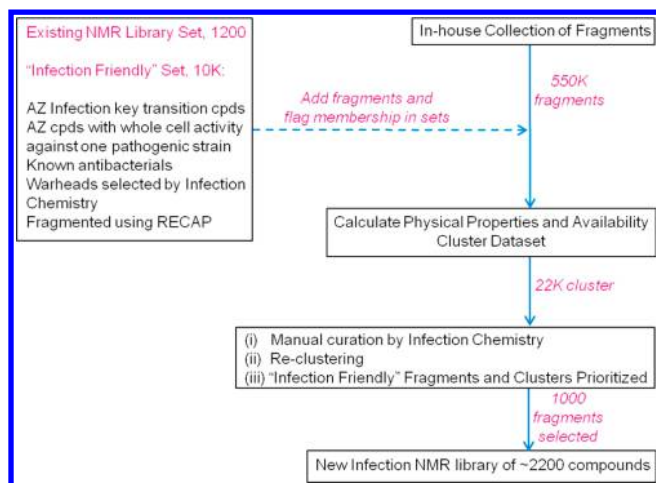 Existing NMR Library Set, 1200
"Infection Friendly" Set, 10K:
AZ Infection key transition cpds
AZ cpds with whole cell activity
against one pathogenic strain
Known antibacterials
Warheads selected by Infection
Chemistry
Fragmented using RECAP
Add fragments and
flag membership in sets
In-house Collection of Fragments
550K
fragments
Calculate Physical Properties and Availability
Cluster Dataset
22K cluster
(i) Manual curation by Infection Chemistry
(ii) Re-clustering
(iii) "Infection Friendly" Fragments and Clusters Prioritized
1000
fragments
selected
New Infection NMR library of ~2200 compounds